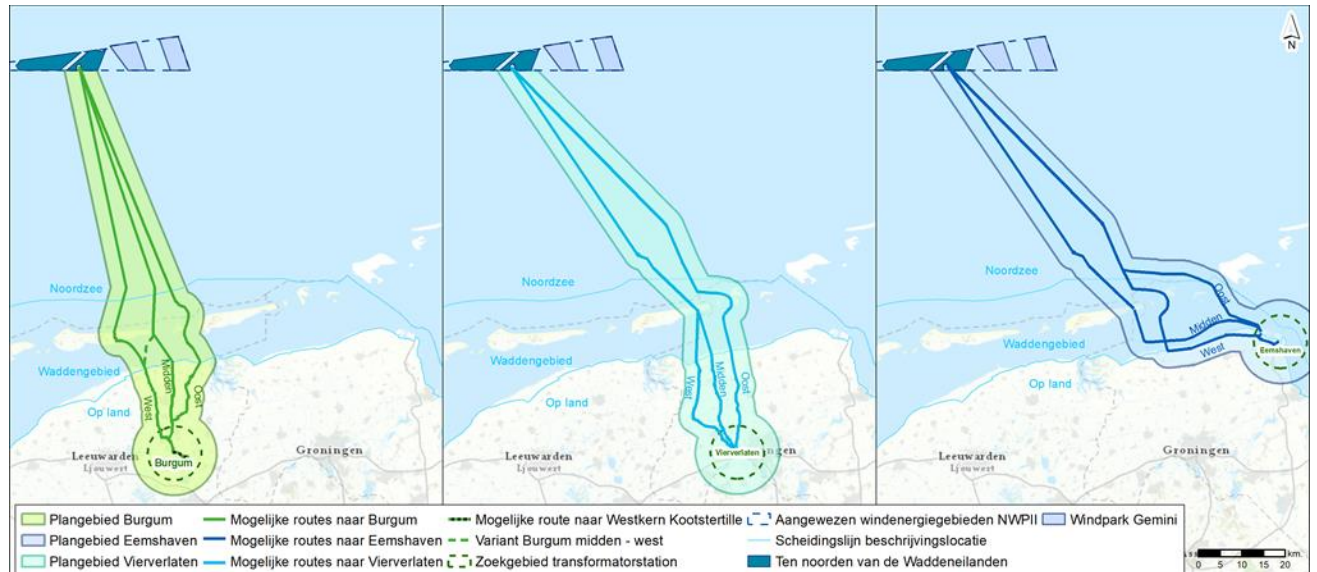 N
Noordzee
Waddengebied
Op land
West
Midden
Oost
Leeuwarden
Ljouwert
Groningen
Burgum
Noordzee
Waddengebied
Op land
West
Midden
Oost
Leeuwarden
Ljouwert
Vierverlaten
Noordzee
Waddengebied
Op land
Oost
Midden
West
Eemshaven
Leeuwarden
Ljouwert
Groningen
Plangebied Burgum
Mogelijke routes naar Burgum
Mogelijke route naar Westkern Kootstertille
Aangewezen windenergiegebieden NWPII
Windpark Gemini
Plangebied Eemshaven
Mogelijke routes naar Eemshaven
Variant Burgum midden - west
Scheidingslijn beschrijvingslocatie
Plangebied Vierverlaten
Mogelijke routes naar Vierverlaten
Zoekgebied transformatorstation
Ten noorden van de Waddeneilanden
0 5 10 15 20
km